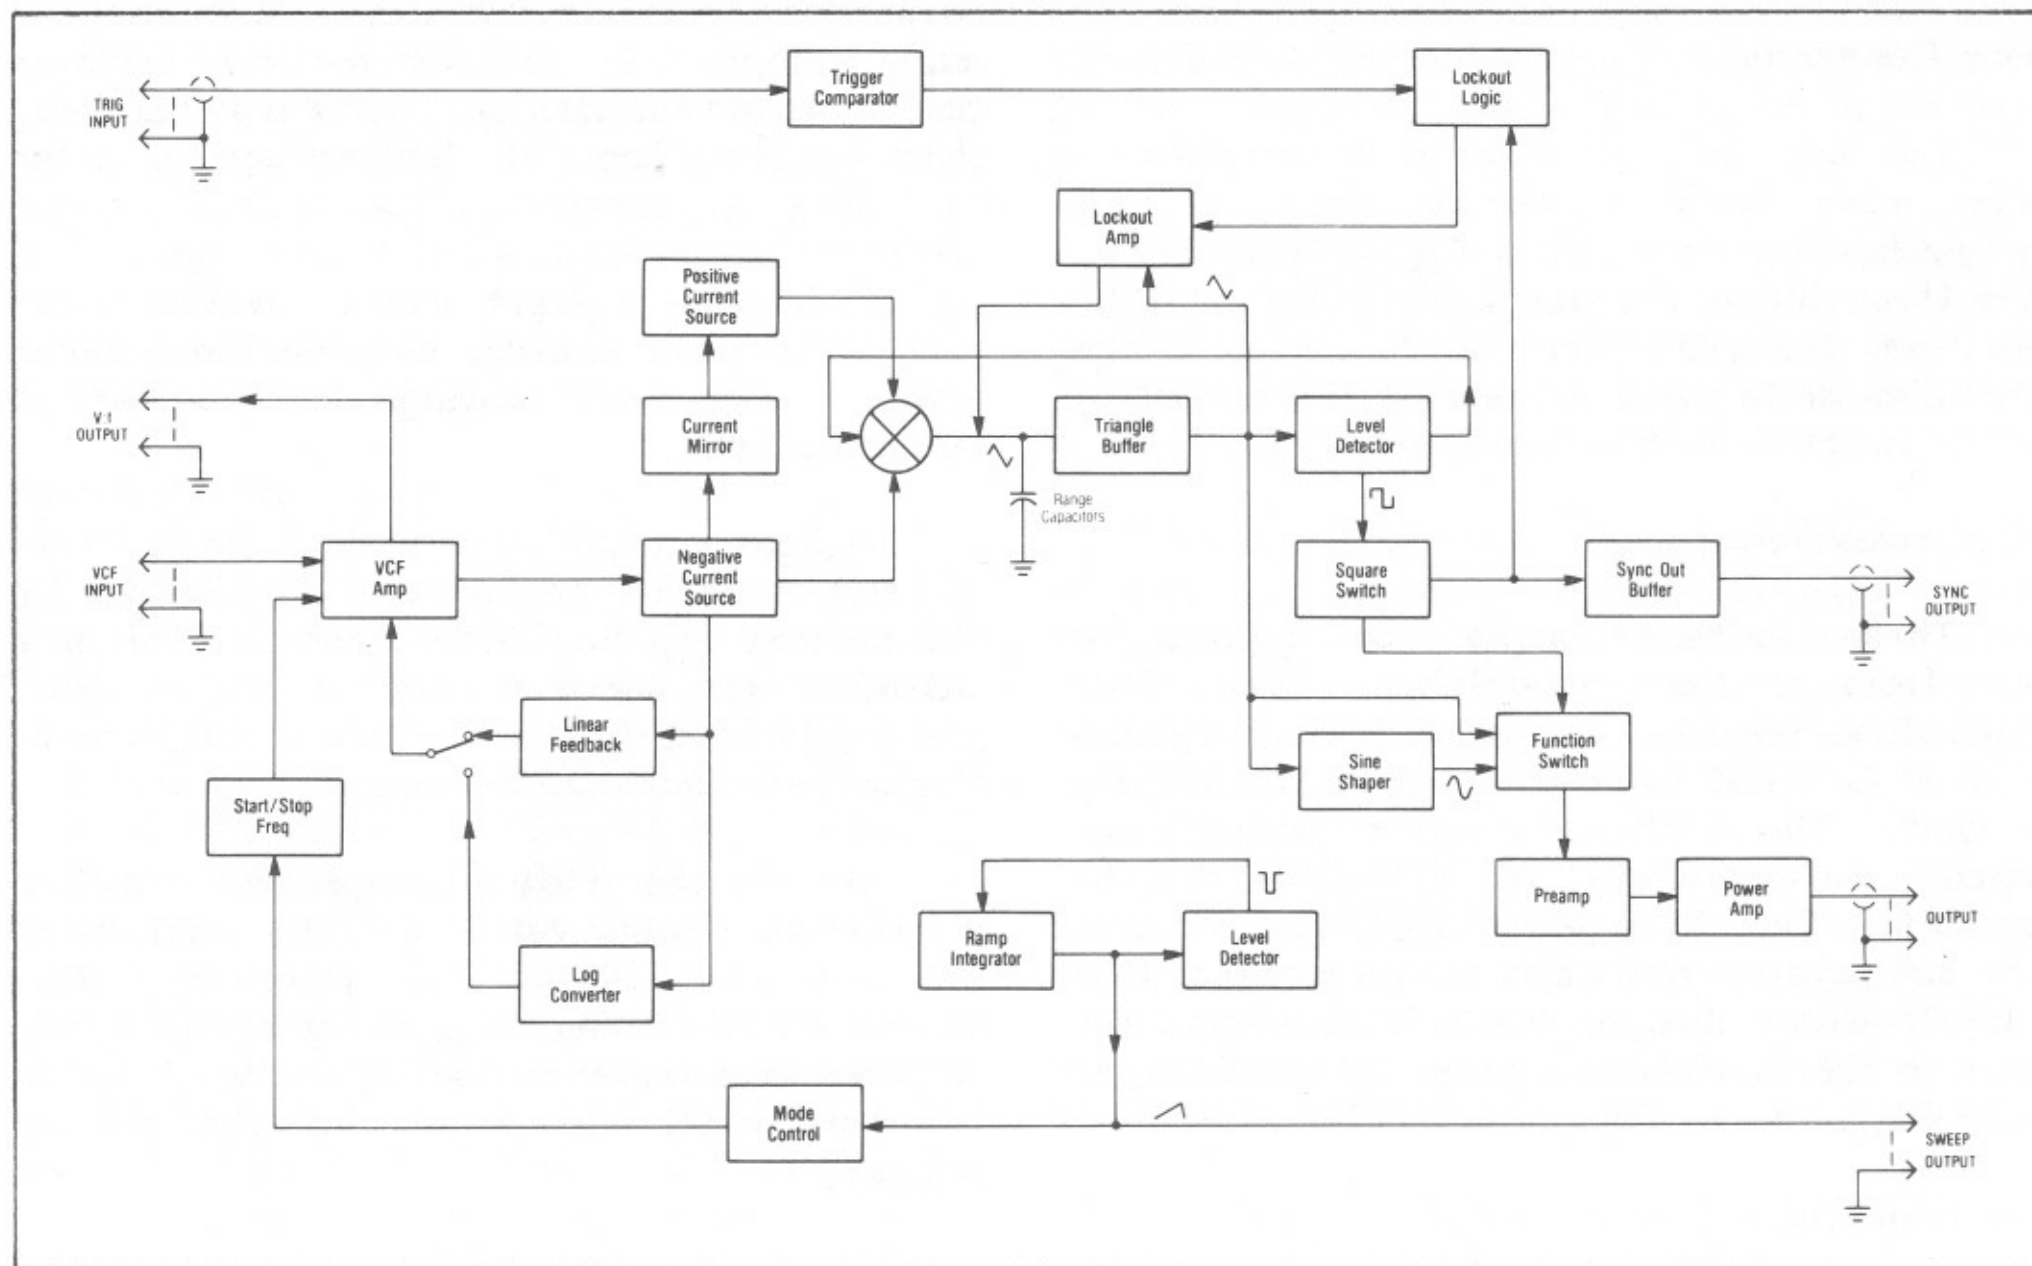 TRIG
INPUT
Trigger
Comparator
Lockout
Logic
Lockout
Amp
Positive
Current
Source
V:f
OUTPUT
Current
Mirror
Triangle
Buffer
Level
Detector
Range
Capacitors
VCF
INPUT
VCF
Amp
Negative
Current
Source
Square
Switch
Sync Out
Buffer
SYNC
OUTPUT
Linear
Feedback
Function
Switch
Sine
Shaper
Start/Stop
Freq
Preamp
Power
Amp
OUTPUT
Ramp
Integrator
Level
Detector
Log
Converter
Mode
Control
SWEEP
OUTPUT